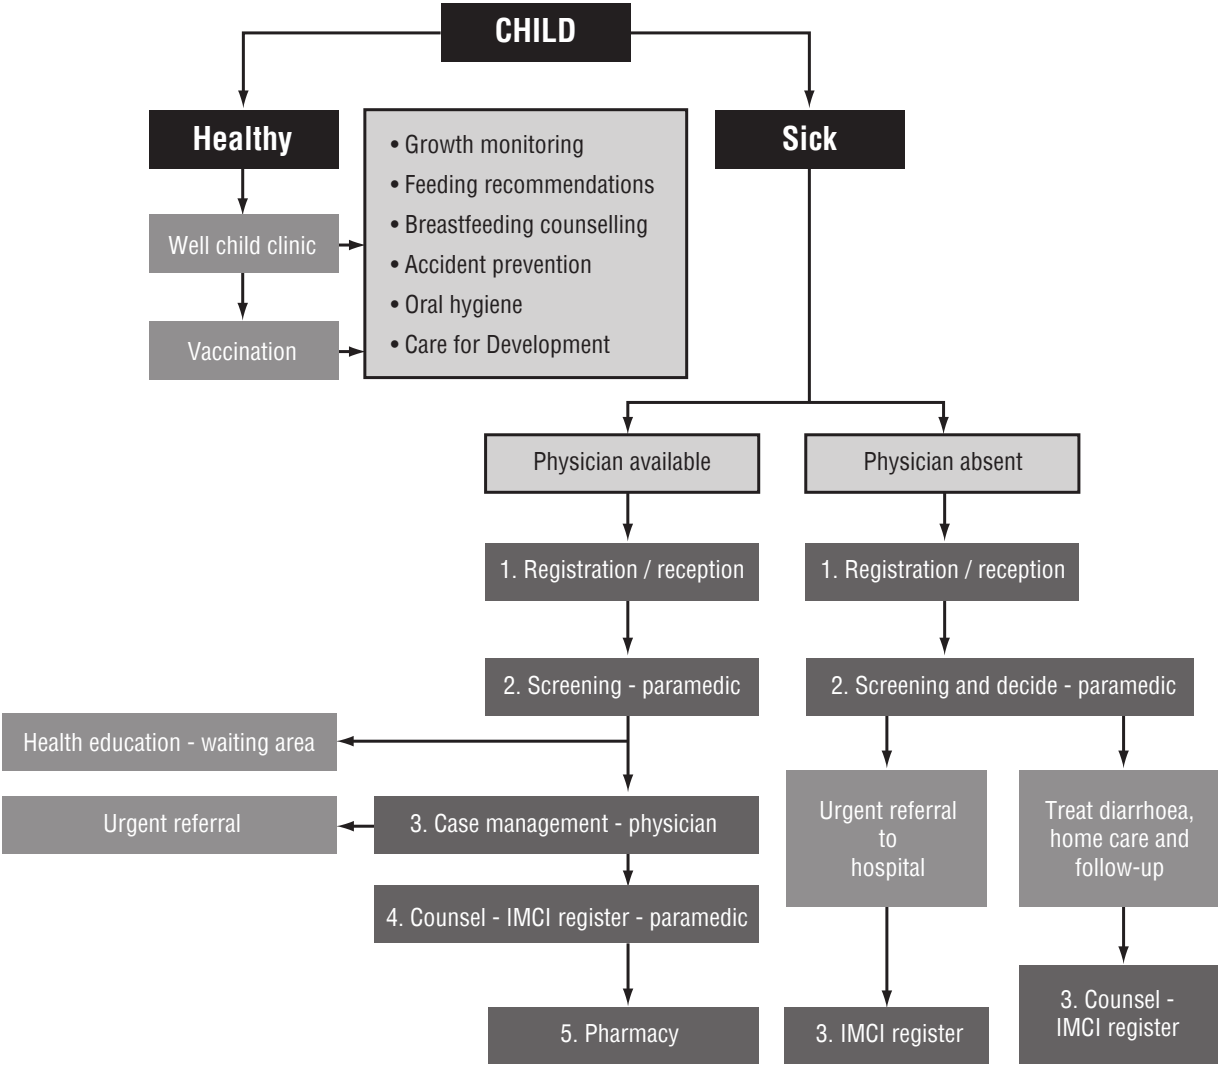 CHILD
Healthy
Sick
• Growth monitoring
• Feeding recommendations
• Breastfeeding counselling
• Accident prevention
• Oral hygiene
• Care for Development
Well child clinic
Vaccination
Physician available
Physician absent
1. Registration / reception
1. Registration / reception
2. Screening - paramedic
2. Screening and decide - paramedic
Health education - waiting area
Urgent referral
3. Case management - physician
Urgent referral
to
hospital
Treat diarrhoea,
home care and
follow-up
4. Counsel - IMCI register - paramedic
5. Pharmacy
3. IMCI register
3. Counsel -
IMCI register